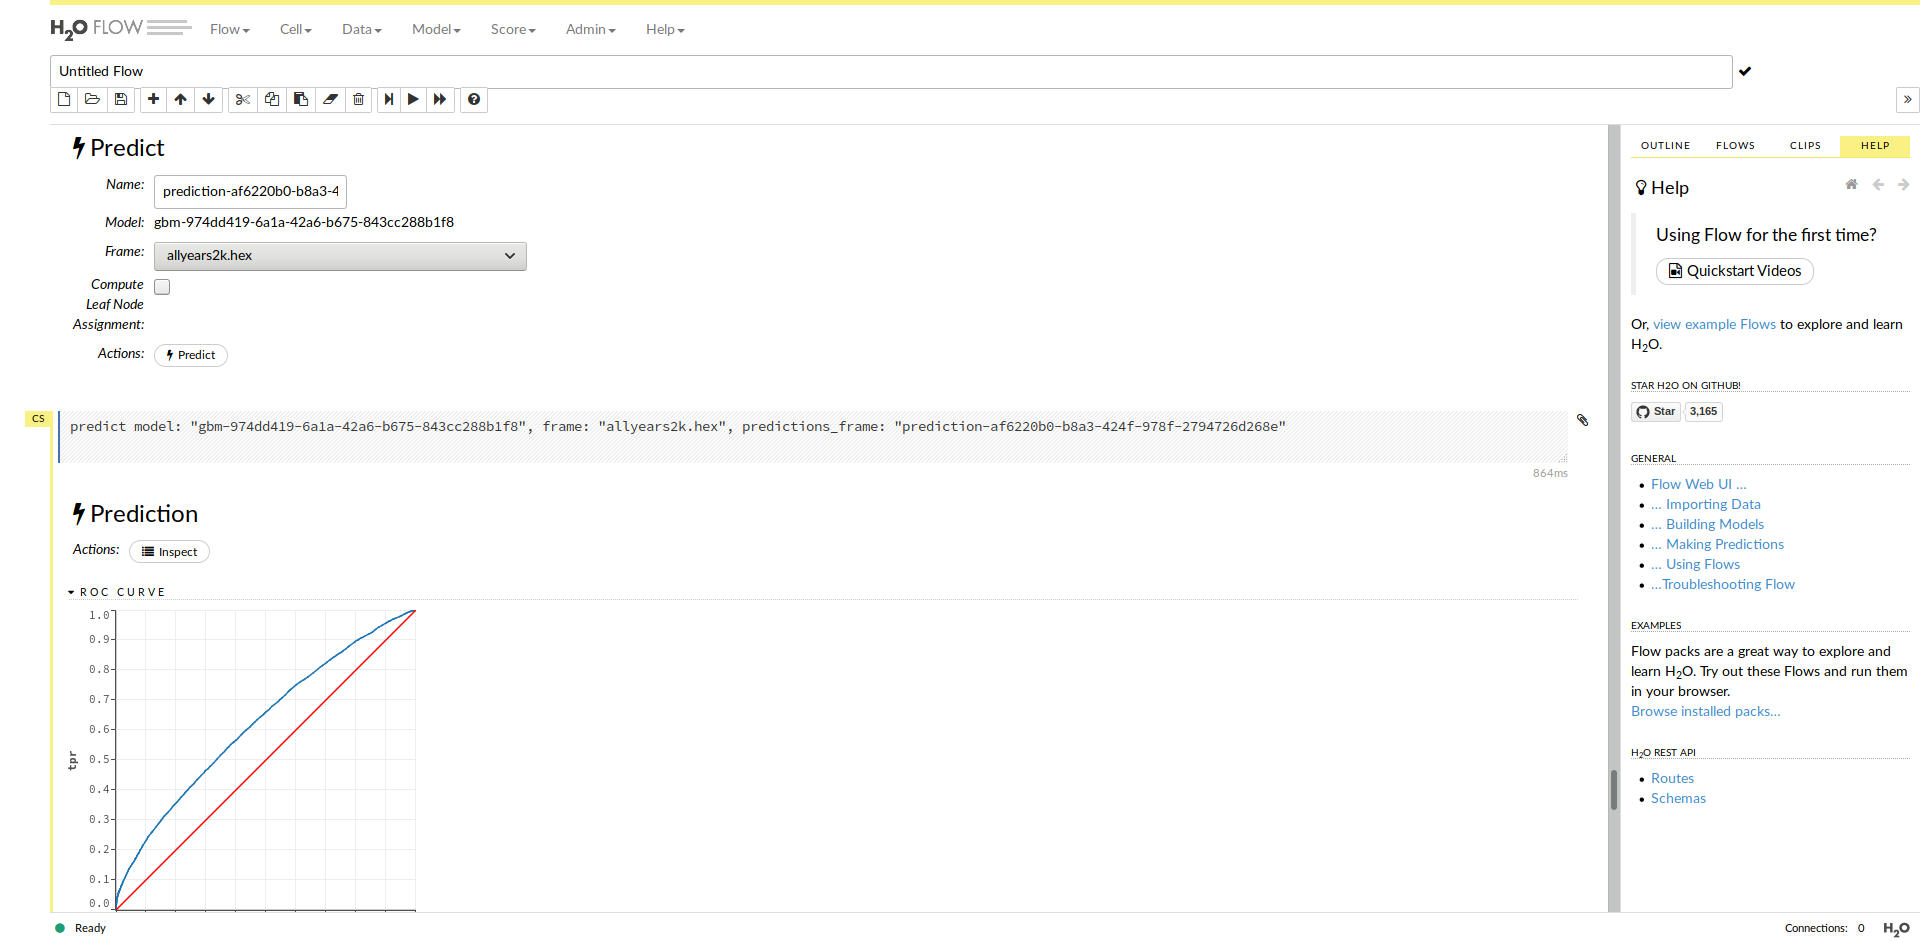 H2O FLOW Flow Cell Data Model Score Admin Help
Untitled Flow
Predict
Name: prediction-af6220b0-b8a3-4
Model: gbm-974dd419-6a1a-42a6-b675-843cc288b1f8
Frame: allyears2k.hex
Compute
Leaf Node
Assignment:
Actions: Predict
CS
predict model: "gbm-974dd419-6a1a-42a6-b675-843cc288b1f8", frame: "allyears2k.hex", predictions_frame: "prediction-af6220b0-b8a3-424f-978f-2794726d268e"
864ms
Prediction
Actions: Inspect
ROC CURVE
1.0
0.9
0.8
0.7
0.6
0.5
0.4
0.3
0.2
0.1
0.0
tpr
OUTLINE FLOWS CLIPS HELP
Help
Using Flow for the first time?
Quickstart Videos
Or, view example Flows to explore and learn
H2O.
STAR H2O ON GITHUB!
Star 3,165
GENERAL
Flow Web UI ...
... Importing Data
... Building Models
... Making Predictions
... Using Flows
...Troubleshooting Flow
EXAMPLES
Flow packs are a great way to explore and
learn H2O. Try out these Flows and run them
in your browser.
Browse installed packs...
H2O REST API
Routes
Schemas
Ready
Connections: 0 H2O